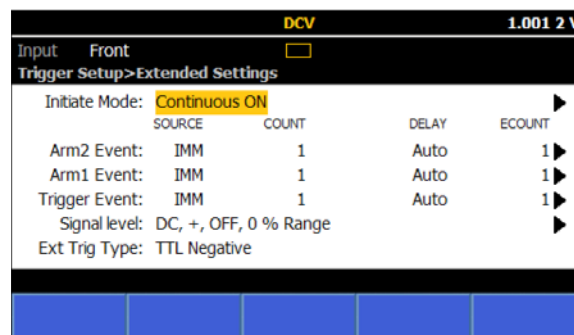 DCV 1.001 2 V
Input Front
Trigger Setup>Extended Settings
Initiate Mode: Continuous ON
SOURCE COUNT DELAY ECOUNT
Arm2 Event: IMM 1 Auto 1
Arm1 Event: IMM 1 Auto 1
Trigger Event: IMM 1 Auto 1
Signal level: DC, +, OFF, 0 % Range
Ext Trig Type: TTL Negative